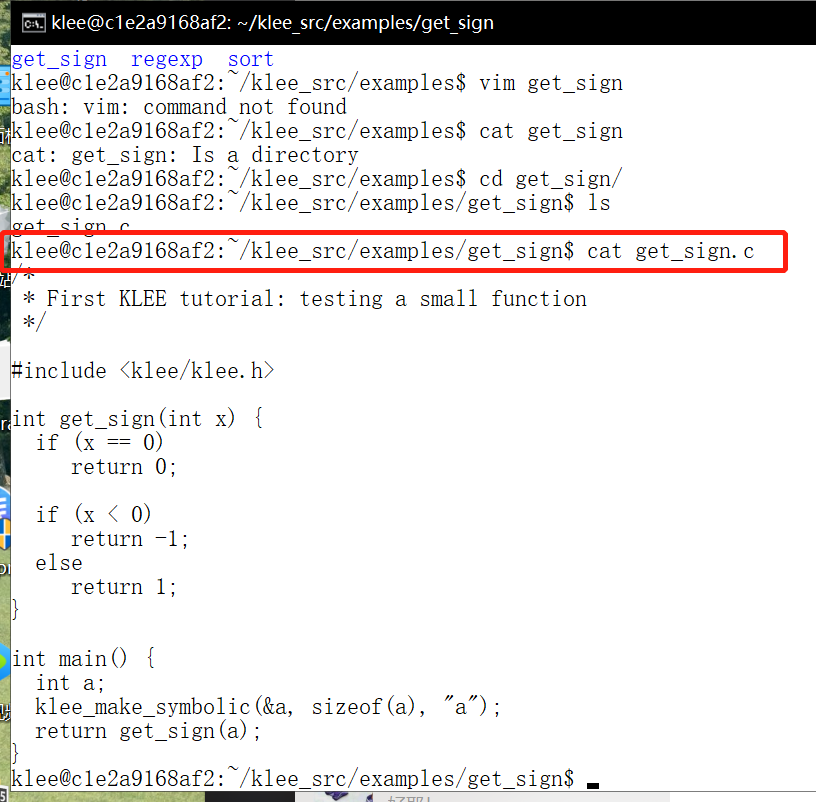 klee@c1e2a9168af2: ~/klee_src/examples/get_sign
get_sign  regexp  sort
klee@c1e2a9168af2:~/klee_src/examples$ vim get_sign
bash: vim: command not found
klee@c1e2a9168af2:~/klee_src/examples$ cat get_sign
cat: get_sign: Is a directory
klee@c1e2a9168af2:~/klee_src/examples$ cd get_sign/
klee@c1e2a9168af2:~/klee_src/examples/get_sign$ ls
get_sign.c
klee@c1e2a9168af2:~/klee_src/examples/get_sign$ cat get_sign.c
/*
 * First KLEE tutorial: testing a small function
 */
#include <klee/klee.h>
int get_sign(int x) {
  if (x == 0)
     return 0;
  if (x < 0)
     return -1;
  else
     return 1;
}
int main() {
  int a;
  klee_make_symbolic(&a, sizeof(a), "a");
  return get_sign(a);
}
klee@c1e2a9168af2:~/klee_src/examples/get_sign$